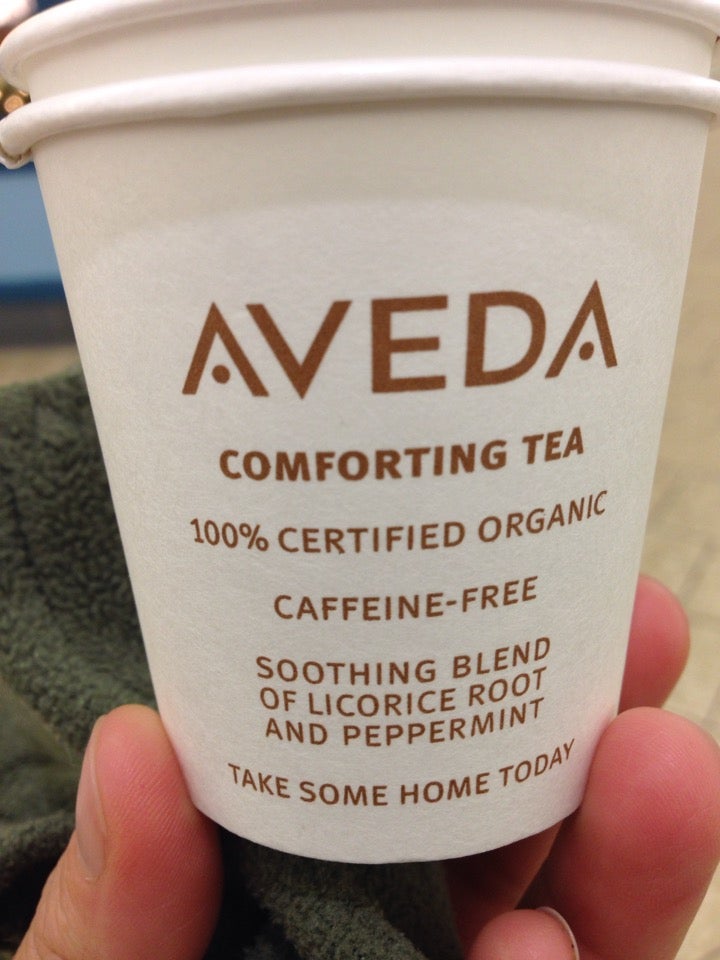 AVEDA
COMFORTING TEA
100% CERTIFIED ORGANIC
CAFFEINE-FREE
SOOTHING BLEND
OF LICORICE ROOT
AND PEPPERMINT
TAKE SOME HOME TODAY